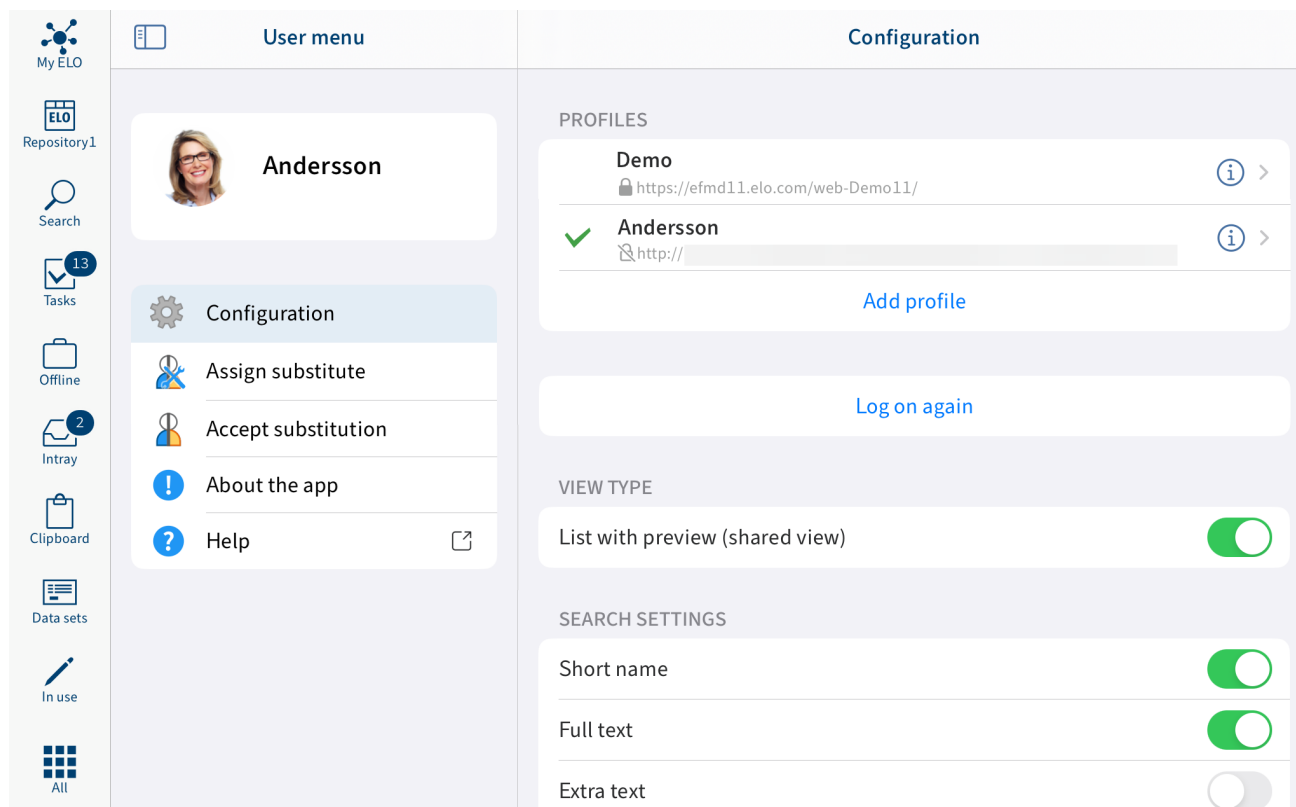 My ELO
ELO
Repository1
Search
13
Tasks
Offline
2
Intray
Clipboard
Data sets
In use
All
User menu
Andersson
Configuration
Assign substitute
Accept substitution
! About the app
? Help
Configuration
PROFILES
Demo
https://efmd11.elo.com/web-Demo11/
i
Andersson
http://
i
Add profile
Log on again
VIEW TYPE
List with preview (shared view)
SEARCH SETTINGS
Short name
Full text
Extra text